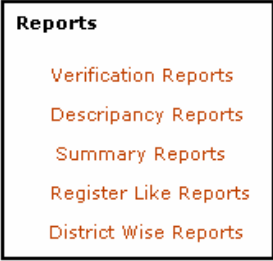 Reports
Verification Reports
Descripancy Reports
Summary Reports
Register Like Reports
District Wise Reports